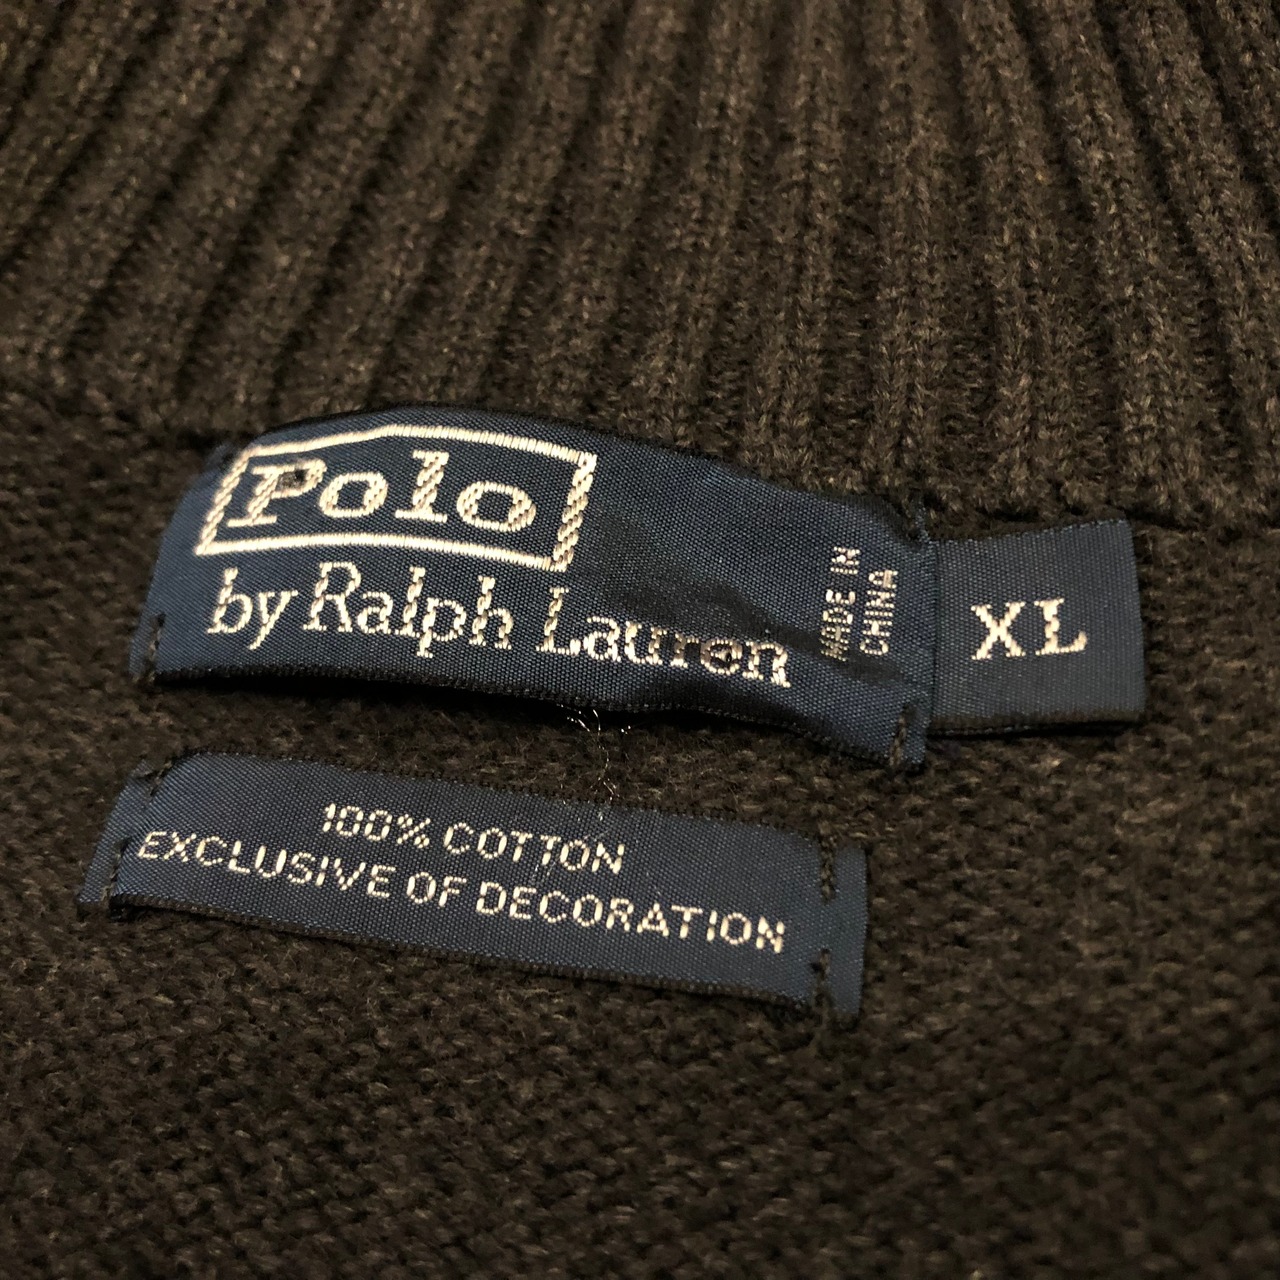 Polo
by Ralph Lauren
MADE IN
CHINA
XL
100% COTTON
EXCLUSIVE OF DECORATION